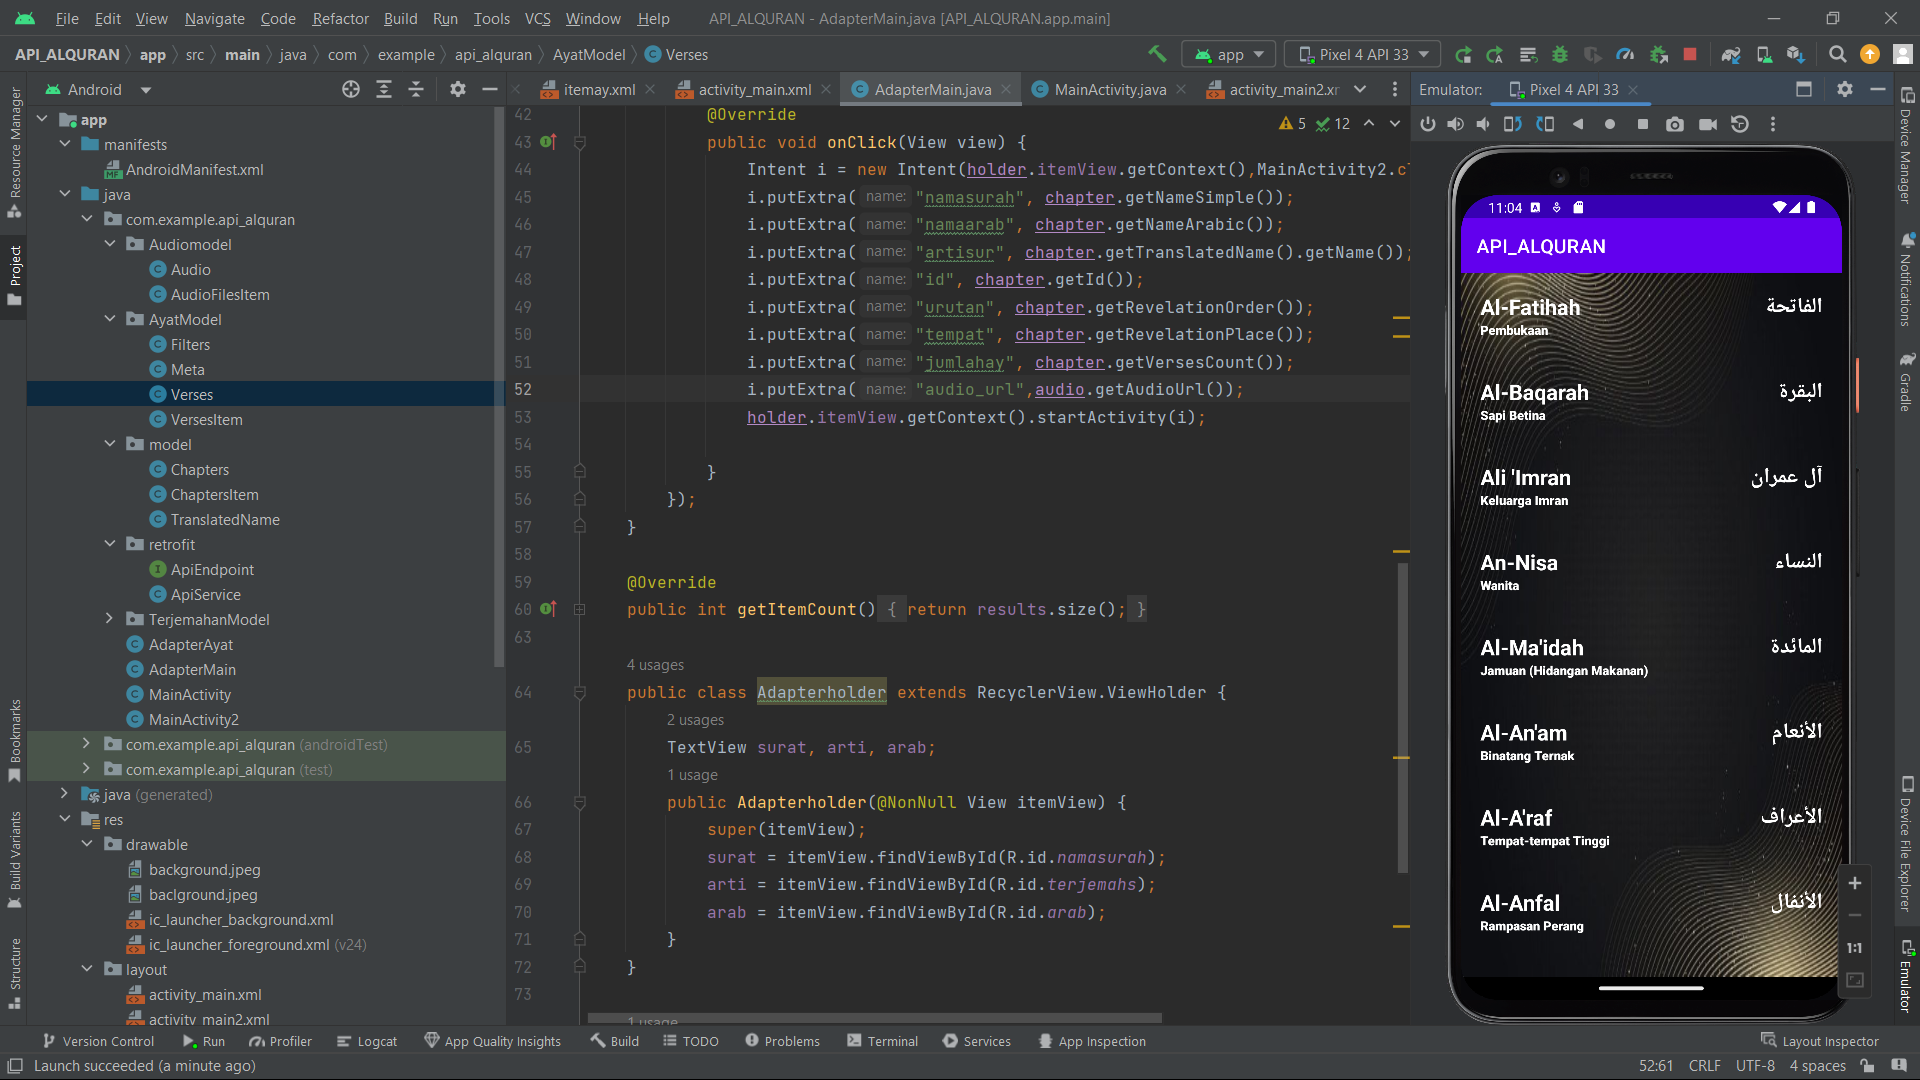 File Edit View Navigate Code Refactor Build Run Tools VCS Window Help API_ALQURAN - AdapterMain.java [API_ALQURAN.app.main]
API_ALQURAN app src main java com example api_alquran AyatModel Verses app Pixel 4 API 33
Android
itemay.xml activity_main.xml AdapterMain.java MainActivity.java activity_main2.xr
Emulator: Pixel 4 API 33
Resource Manager
Project
Bookmarks
Build Variants
Structure
app
manifests
AndroidManifest.xml
java
com.example.api_alquran
Audiomodel
Audio
AudioFilesItem
AyatModel
Filters
Meta
Verses
VersesItem
model
Chapters
ChaptersItem
TranslatedName
retrofit
ApiEndpoint
ApiService
TerjemahanModel
AdapterAyat
AdapterMain
MainActivity
MainActivity2
com.example.api_alquran (androidTest)
com.example.api_alquran (test)
java (generated)
res
drawable
background.jpeg
baclground.jpeg
ic_launcher_background.xml
ic_launcher_foreground.xml (v24)
layout
activity_main.xml
activity_main2.xml
5 12
42 @Override
43 public void onClick(View view) {
44 Intent i = new Intent(holder.itemView.getContext(),MainActivity2.c
45 i.putExtra( name: "namasurah", chapter.getNameSimple());
46 i.putExtra( name: "namaarab", chapter.getNameArabic());
47 i.putExtra( name: "artisur", chapter.getTranslatedName().getName());
48 i.putExtra( name: "id", chapter.getId());
49 i.putExtra( name: "urutan", chapter.getRevelationOrder());
50 i.putExtra( name: "tempat", chapter.getRevelationPlace());
51 i.putExtra( name: "jumlahay", chapter.getVersesCount());
52 i.putExtra( name: "audio_url",audio.getAudioUrl());
53 holder.itemView.getContext().startActivity(i);
54
55 }
56 });
57 }
58
59 @Override
60 public int getItemCount() { return results.size(); }
63
4 usages
64 public class Adapterholder extends RecyclerView.ViewHolder {
2 usages
65 TextView surat, arti, arab;
1 usage
66 public Adapterholder(@NonNull View itemView) {
67 super(itemView);
68 surat = itemView.findViewById(R.id.namasurah);
69 arti = itemView.findViewById(R.id.terjemahs);
70 arab = itemView.findViewById(R.id.arab);
71 }
72 }
73
1 usage
11:04
API_ALQURAN
Al-Fatihah الفاتحة
Pembukaan
Al-Baqarah البقرة
Sapi Betina
Ali 'Imran آل عمران
Keluarga Imran
An-Nisa النساء
Wanita
Al-Ma'idah المائدة
Jamuan (Hidangan Makanan)
Al-An'am الأنعام
Binatang Ternak
Al-A'raf الأعراف
Tempat-tempat Tinggi
Al-Anfal الأنفال
Rampasan Perang
1:1
Device Manager
Notifications
Gradle
Device File Explorer
Emulator
Version Control Run Profiler Logcat App Quality Insights Build TODO Problems Terminal Services App Inspection Layout Inspector
Launch succeeded (a minute ago) 52:61 CRLF UTF-8 4 spaces